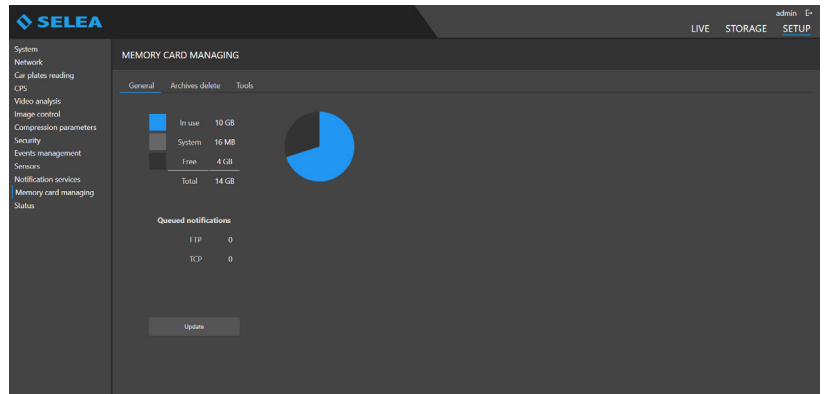 SELEA
admin
LIVE STORAGE SETUP
System
Network
Car plates reading
CPS
Video analysis
Image control
Compression parameters
Security
Events management
Sensors
Notification services
Memory card managing
Status
MEMORY CARD MANAGING
General Archives delete Tools
In use 10 GB
System 16 MB
Free 4 GB
Total 14 GB
Queued notifications
FTP 0
TCP 0
Update